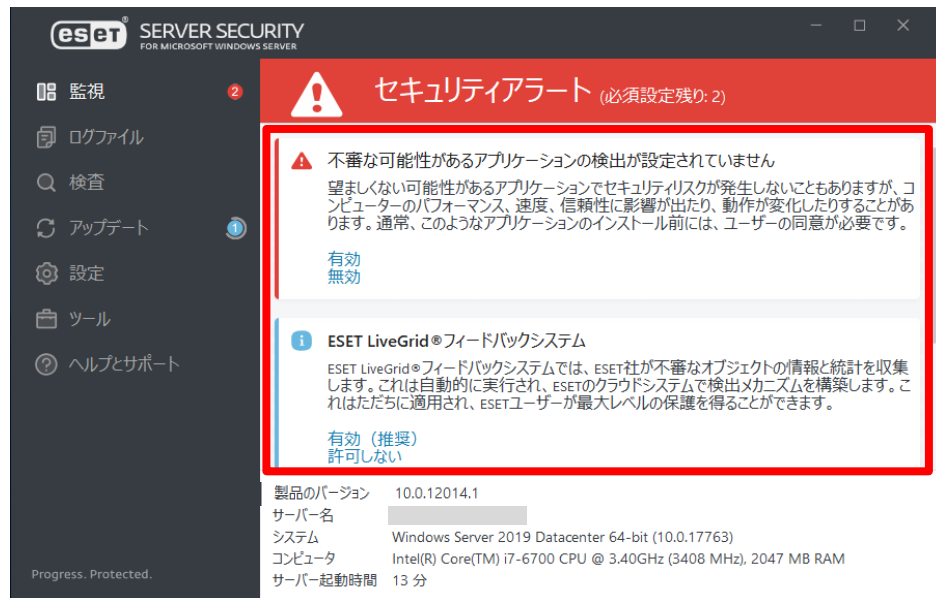 eset® SERVER SECURITY
FOR MICROSOFT WINDOWS SERVER
監視 2
ログファイル
検査
アップデート 1
設定
ツール
ヘルプとサポート
Progress. Protected.
セキュリティアラート (必須設定残り: 2)
不審な可能性があるアプリケーションの検出が設定されていません
望ましくない可能性があるアプリケーションでセキュリティリスクが発生しないこともありますが、コ
ンピューターのパフォーマンス、速度、信頼性に影響が出たり、動作が変化したりすることがあ
ります。通常、このようなアプリケーションのインストール前には、ユーザーの同意が必要です。
有効
無効
ESET LiveGrid®フィードバックシステム
ESET LiveGrid®フィードバックシステムでは、ESET社が不審なオブジェクトの情報と統計を収集
します。これは自動的に実行され、ESETのクラウドシステムで検出メカニズムを構築します。こ
れはただちに適用され、ESETユーザーが最大レベルの保護を得ることができます。
有効（推奨）
許可しない
製品のバージョン 10.0.12014.1
サーバー名
システム Windows Server 2019 Datacenter 64-bit (10.0.17763)
コンピュータ Intel(R) Core(TM) i7-6700 CPU @ 3.40GHz (3408 MHz), 2047 MB RAM
サーバー起動時間 13 分